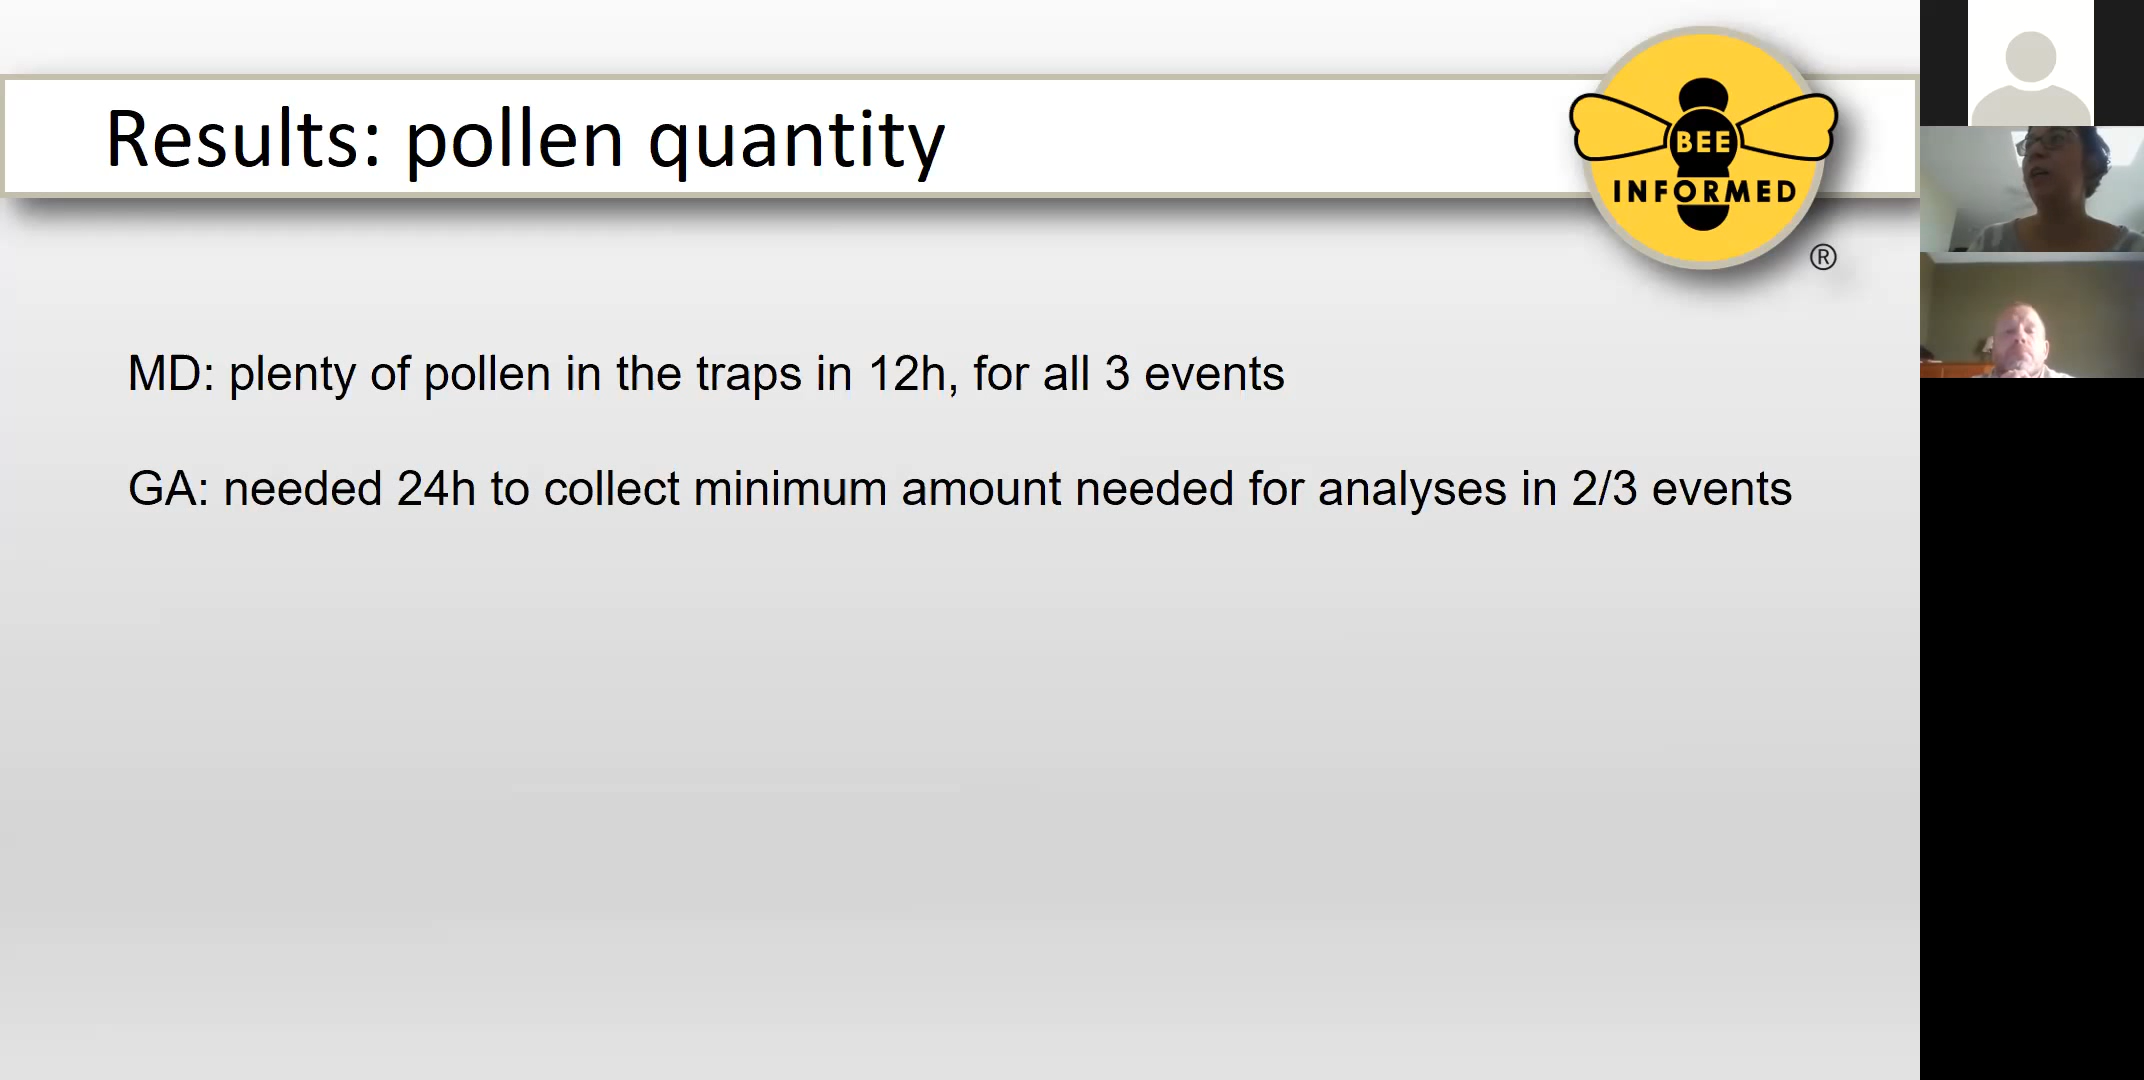 Results: pollen quantity
BEE
INFORMED
®
MD: plenty of pollen in the traps in 12h, for all 3 events
GA: needed 24h to collect minimum amount needed for analyses in 2/3 events